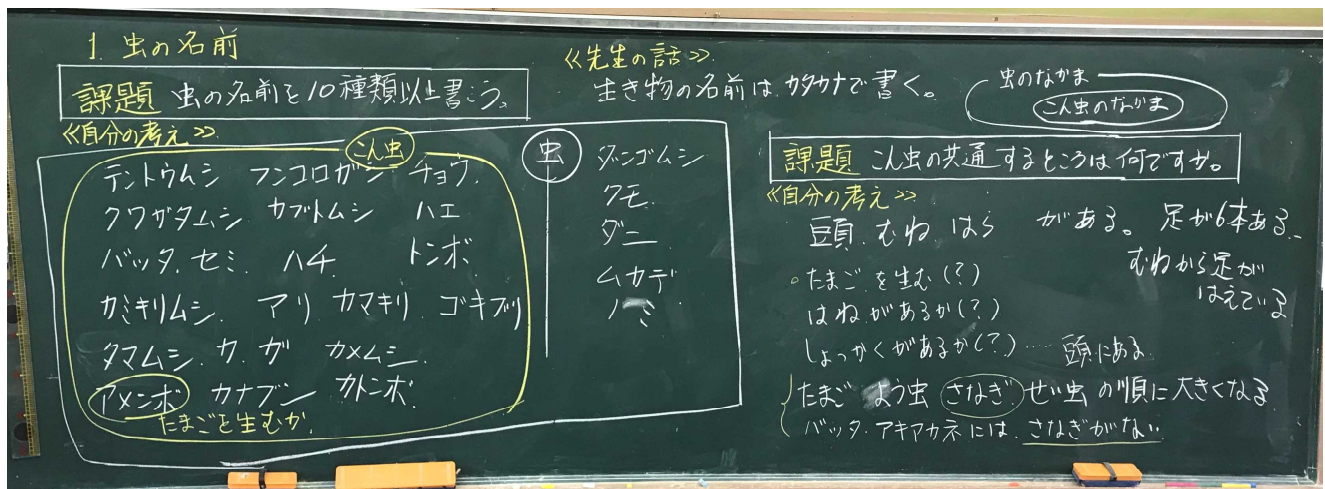 1. 虫の名前
課題 虫の名前を10種類以上書こう。
≪自分の考え≫
こん虫
テントウムシ フンコロガシ チョウ.
クワガタムシ. カブトムシ ハエ
バッタ. セミ. ハチ. トンボ.
カミキリムシ. アリ. カマキリ. ゴキブリ
タマムシ. カ. ガ カメムシ.
アメンボ カナブン カトンボ.
たまごを生むか.
虫
ダンゴムシ
クモ.
ダニ
ムカデ
ノミ
≪先生の話≫
生き物の名前は、カタカナで書く。
虫のなかま
こん虫のなかま
課題 こん虫の共通するところは何ですか。
≪自分の考え≫
頭. むね. はら がある。 足が6本ある.
むねから足が
はえている
。たまごを生む(?)
はねがあるか(?)
しょっかくがあるか(?)…… 頭にある.
たまご よう虫 さなぎ. せい虫の順に大きくなる.
バッタ. アキアカネには. さなぎがない.